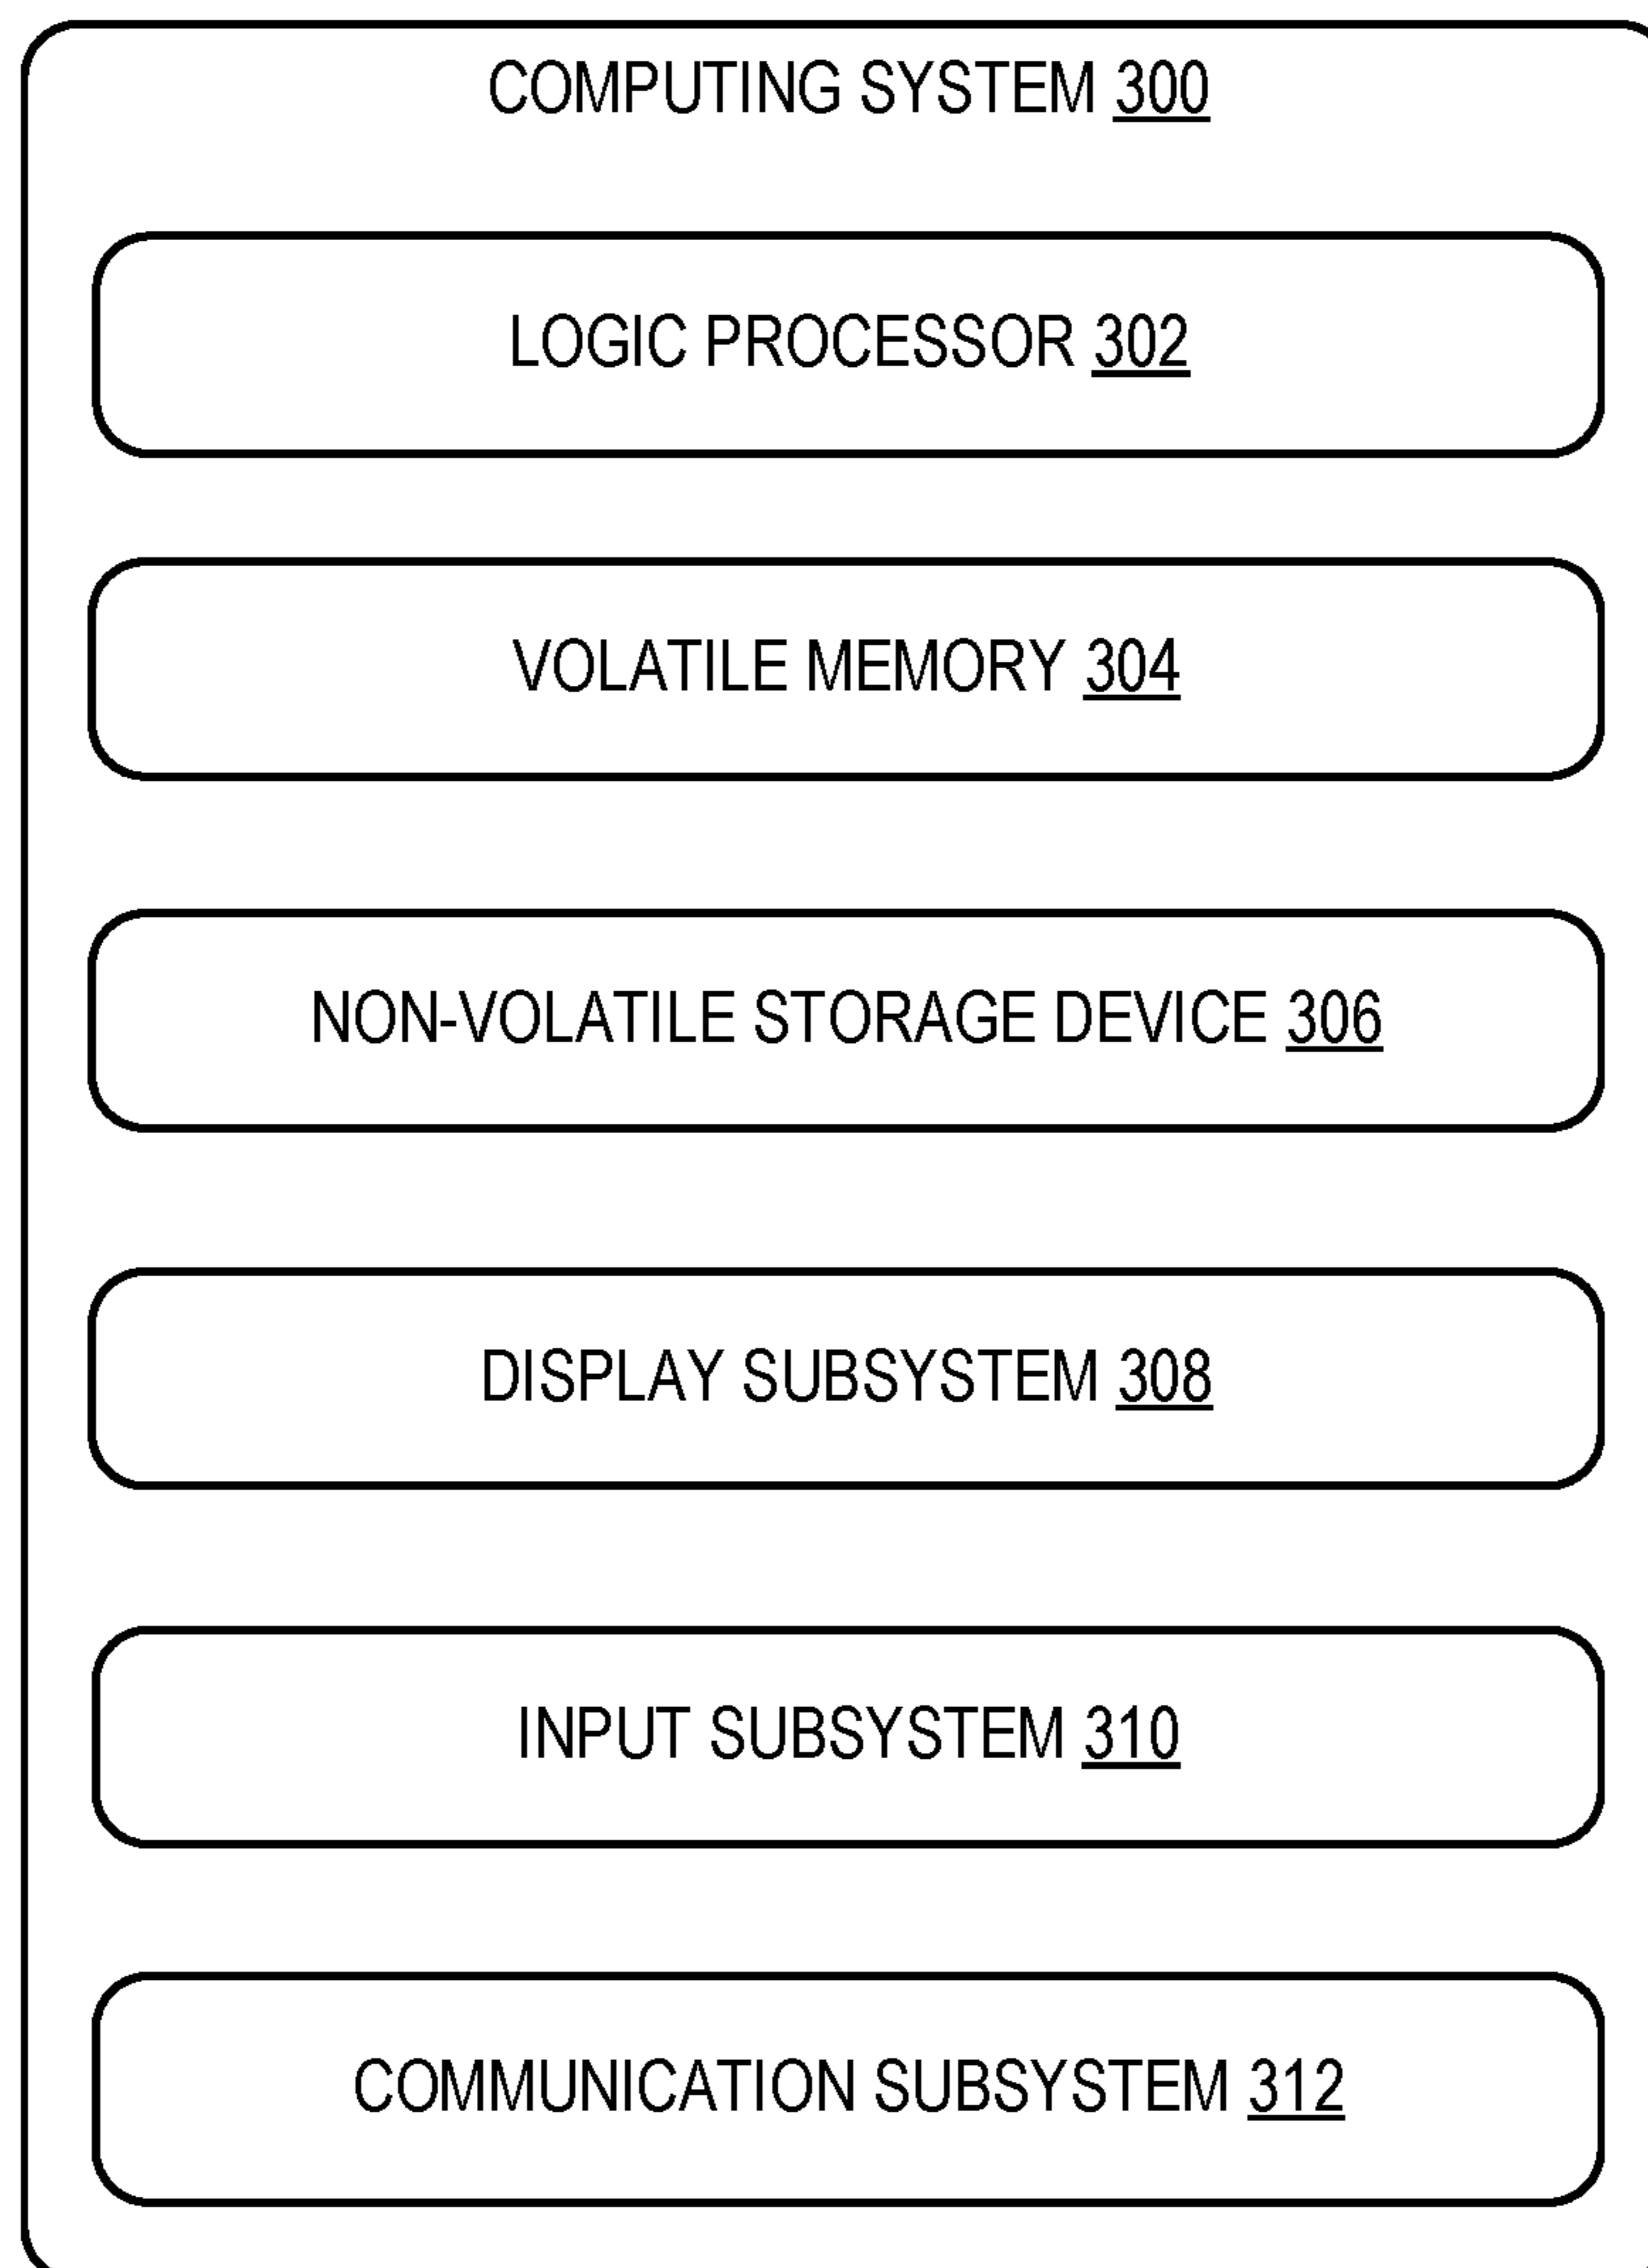 COMPUTING SYSTEM 300
LOGIC PROCESSOR 302
VOLATILE MEMORY 304
NON-VOLATILE STORAGE DEVICE 306
DISPLAY SUBSYSTEM 308
INPUT SUBSYSTEM 310
COMMUNICATION SUBSYSTEM 312